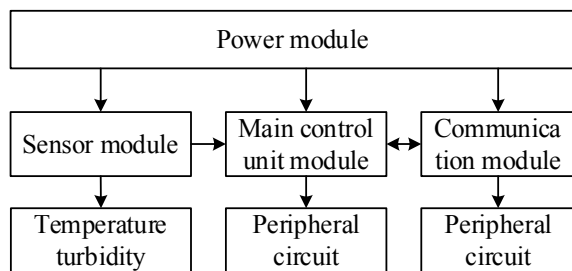 Power module
Sensor module
Main control
unit module
Communica
tion module
Temperature
turbidity
Peripheral
circuit
Peripheral
circuit